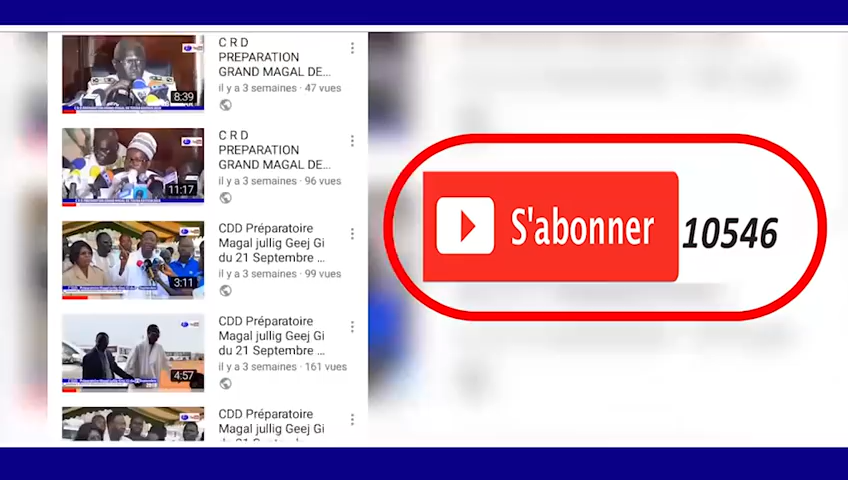 C R D
PREPARATION
GRAND MAGAL DE...
il y a 3 semaines · 47 vues
8:39
C R D
PREPARATION
GRAND MAGAL DE...
il y a 3 semaines · 96 vues
11:17
CDD Préparatoire
Magal jullig Geej Gi
du 21 Septembre ...
il y a 3 semaines · 99 vues
3:11
CDD Préparatoire
Magal jullig Geej Gi
du 21 Septembre ...
il y a 3 semaines · 161 vues
4:57
CDD Préparatoire
Magal jullig Geej Gi
S'abonner 10546